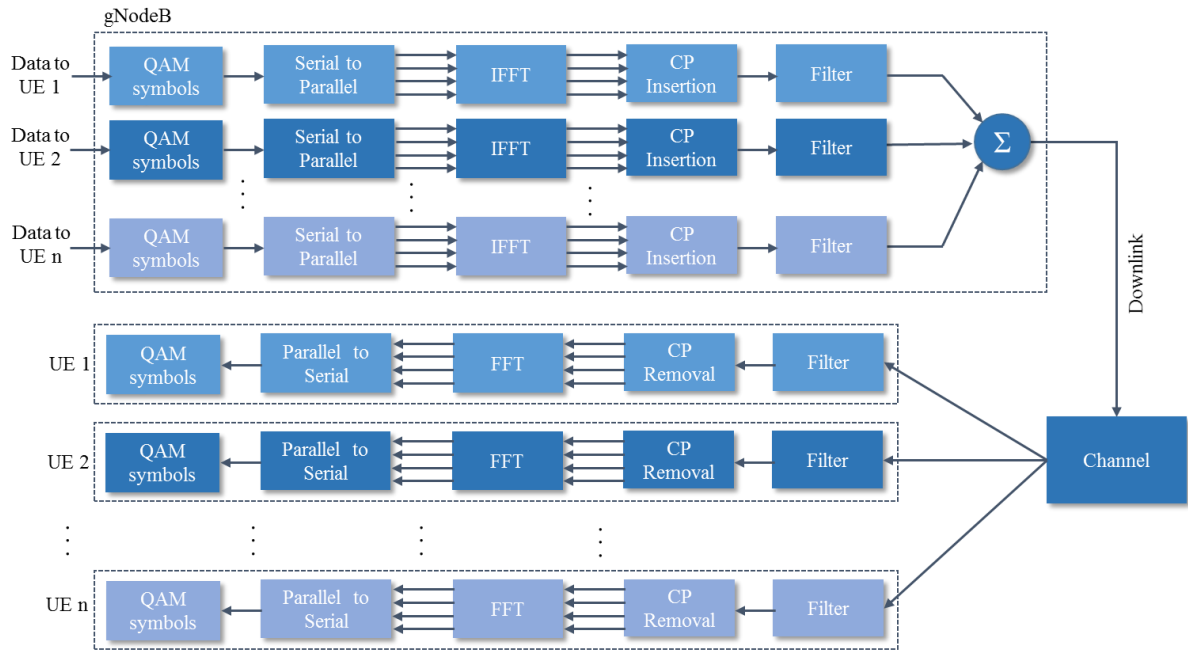 gNodeB
Data to
UE 1
QAM
symbols
Serial to
Parallel
IFFT
CP
Insertion
Filter
Data to
UE 2
QAM
symbols
Serial to
Parallel
IFFT
CP
Insertion
Filter
Σ
Data to
UE n
QAM
symbols
Serial to
Parallel
IFFT
CP
Insertion
Filter
Downlink
UE 1
QAM
symbols
Parallel to
Serial
FFT
CP
Removal
Filter
UE 2
QAM
symbols
Parallel to
Serial
FFT
CP
Removal
Filter
Channel
UE n
QAM
symbols
Parallel to
Serial
FFT
CP
Removal
Filter